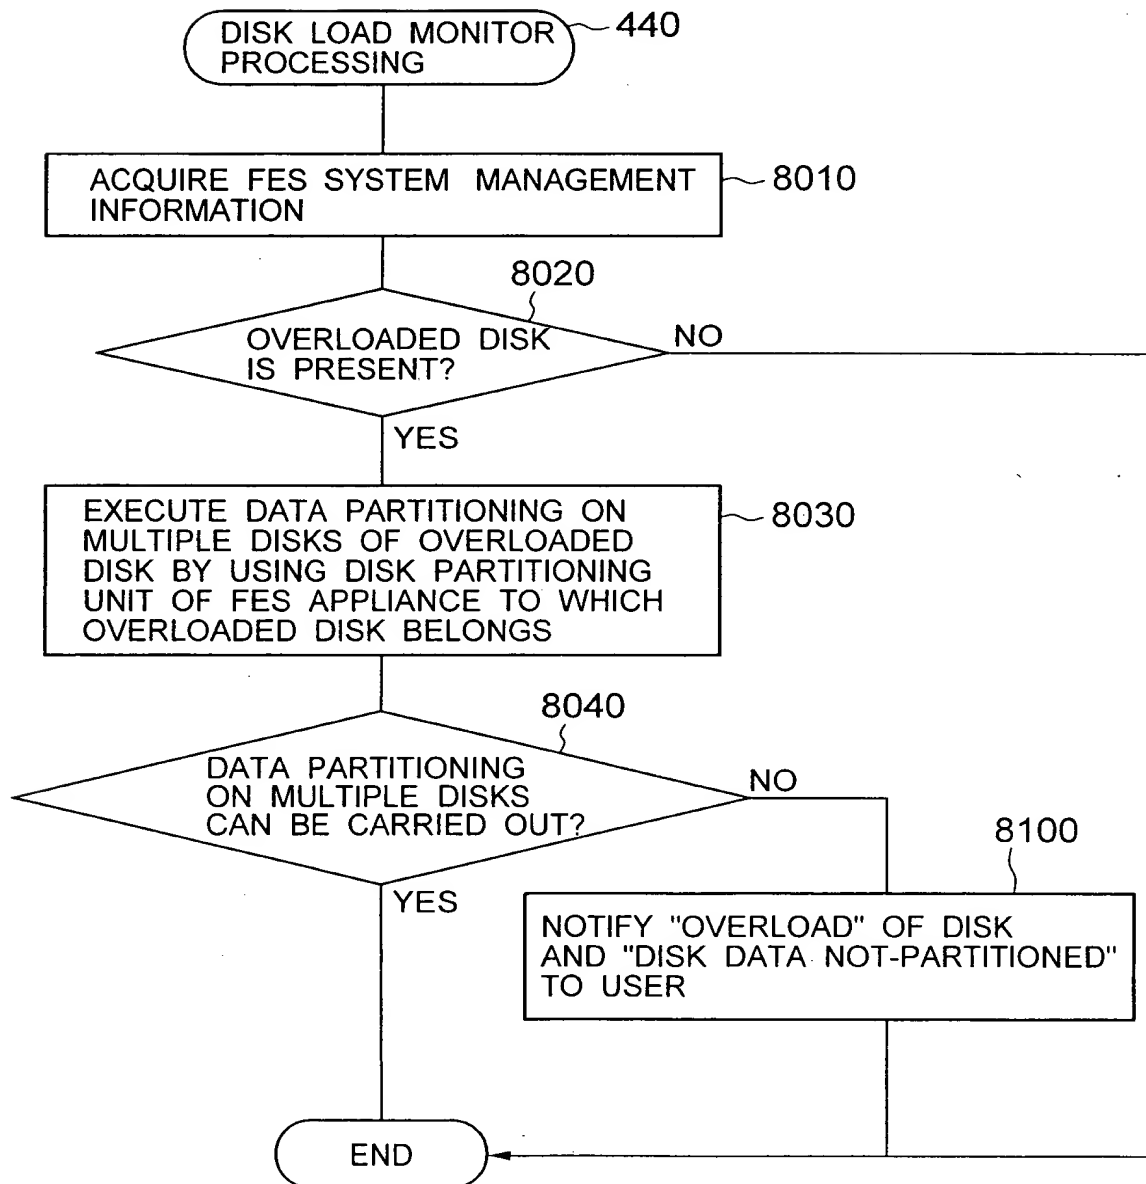 DISK LOAD MONITOR
PROCESSING
440
ACQUIRE FES SYSTEM MANAGEMENT
INFORMATION
8010
8020
OVERLOADED DISK
IS PRESENT?
NO
YES
EXECUTE DATA PARTITIONING ON
MULTIPLE DISKS OF OVERLOADED
DISK BY USING DISK PARTITIONING
UNIT OF FES APPLIANCE TO WHICH
OVERLOADED DISK BELONGS
8030
8040
DATA PARTITIONING
ON MULTIPLE DISKS
CAN BE CARRIED OUT?
NO
YES
8100
NOTIFY "OVERLOAD" OF DISK
AND "DISK DATA NOT-PARTITIONED"
TO USER
END